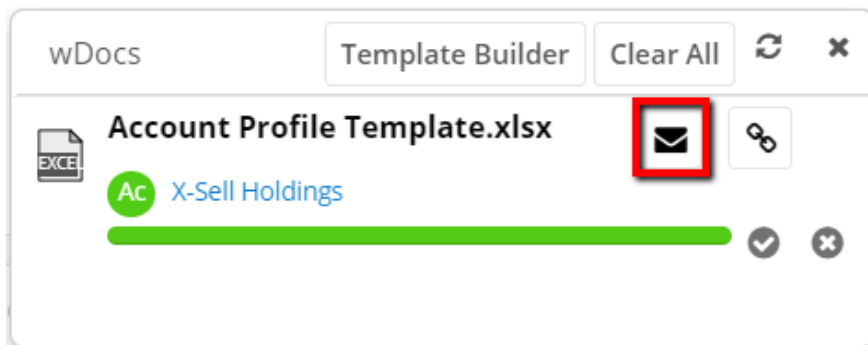 wDocs Template Builder Clear All
Account Profile Template.xlsx
EXCEL
Ac X-Sell Holdings